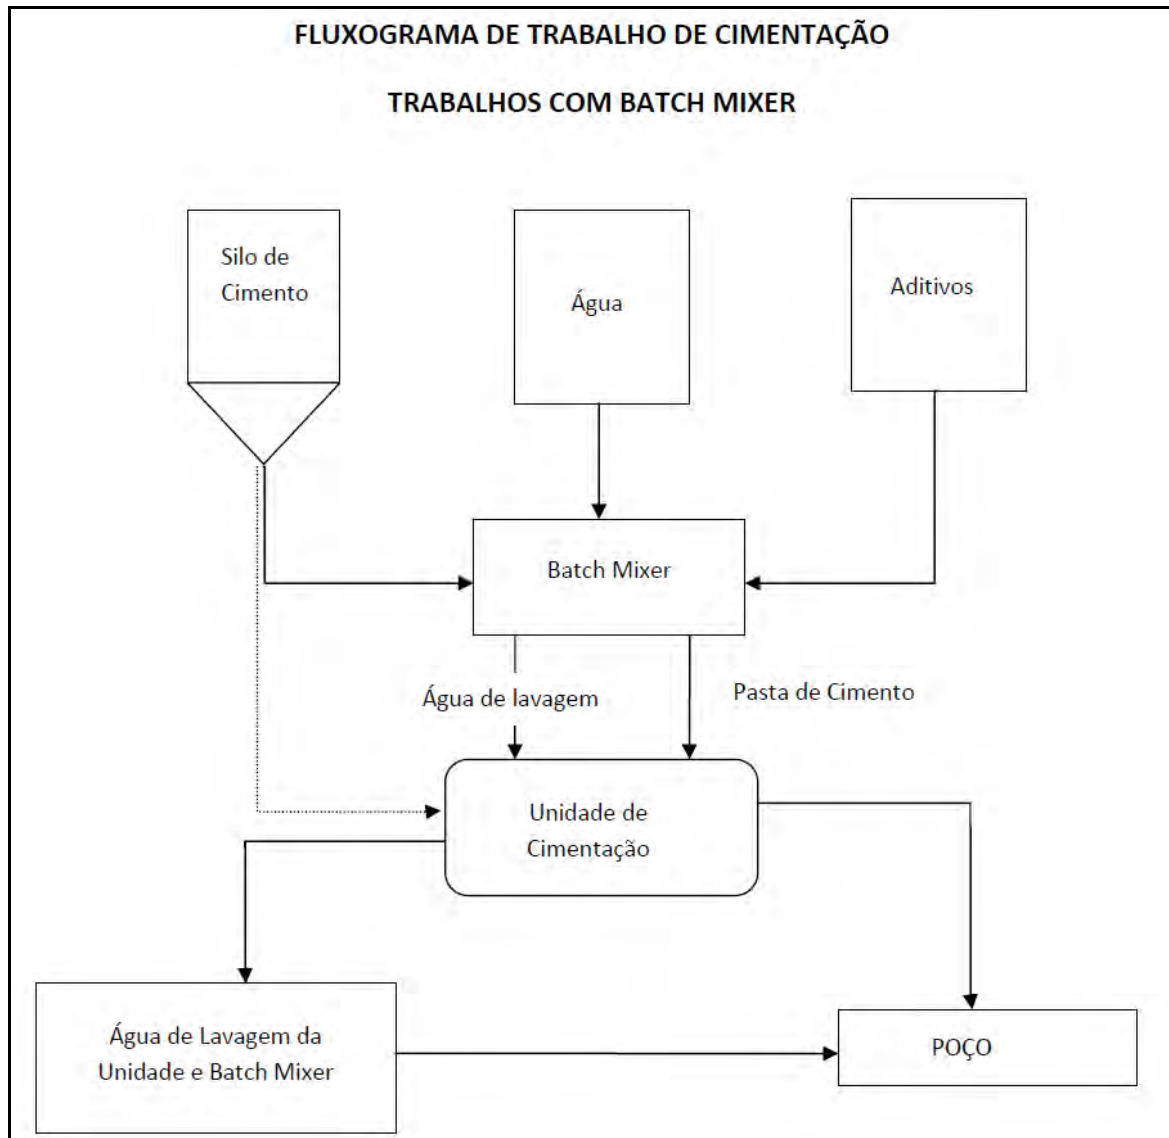 FLUXOGRAMA DE TRABALHO DE CIMENTAÇÃO
TRABALHOS COM BATCH MIXER
Silo de
Cimento
Água
Aditivos
Batch Mixer
Água de lavagem
Pasta de Cimento
Unidade de
Cimentação
Água de Lavagem da
Unidade e Batch Mixer
POÇO